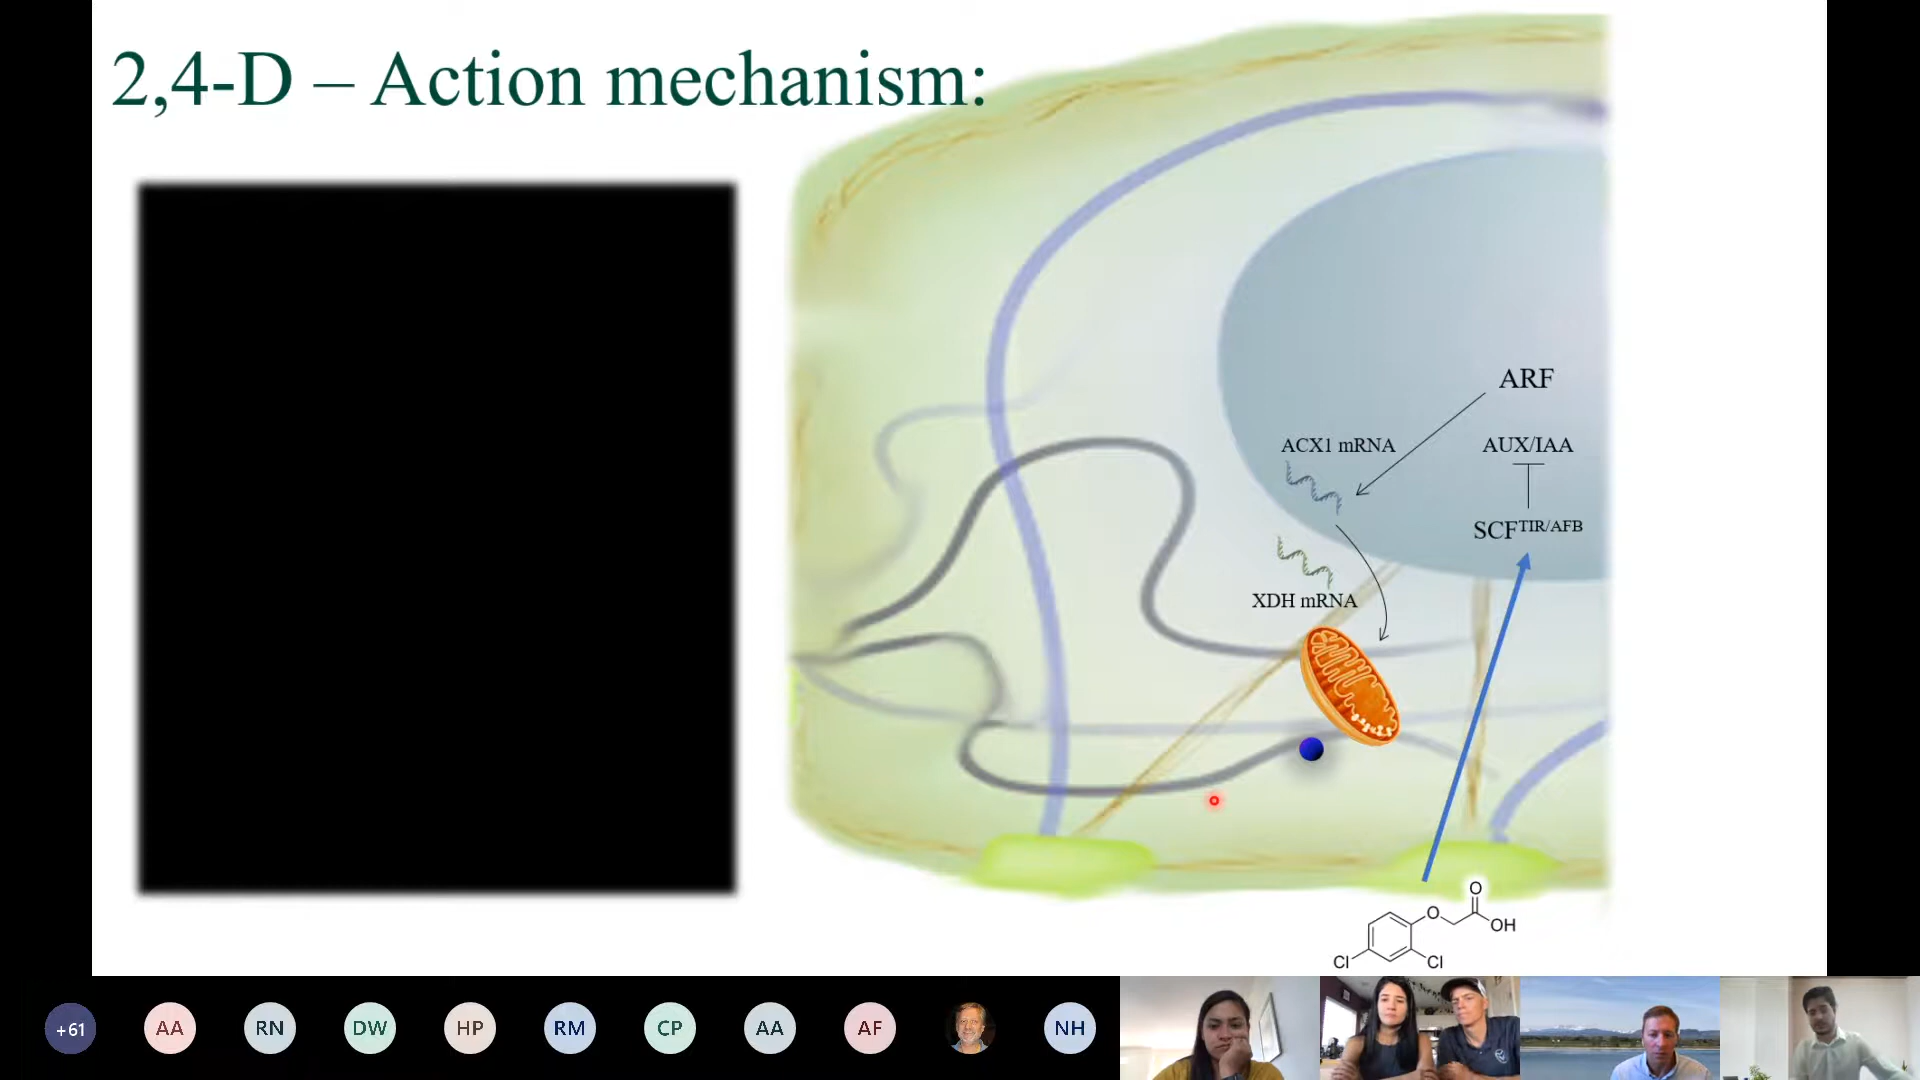 2,4-D – Action mechanism:
ARF
ACX1 mRNA
AUX/IAA
SCFTIR/AFB
XDH mRNA
O
O
OH
Cl
Cl
+61
AA
RN
DW
HP
RM
CP
AA
AF
NH